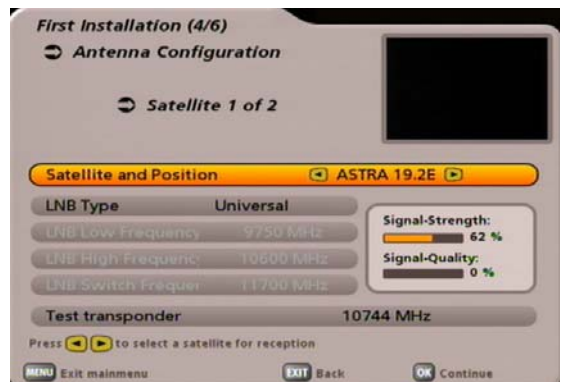 First Installation (4/6)
Antenna Configuration
Satellite 1 of 2
Satellite and Position ASTRA 19.2E
LNB Type Universal
LNB Low Frequency 9750 MHz
LNB High Frequenc
10600 MHz
LNB Switch Frequer 11700 MHz
Signal-Strength:
62 %
Signal-Quality:
0 %
Test transponder 10744 MHz
Press to select a satellite for reception
MENU Exit mainmenu EXIT Back OK Continue